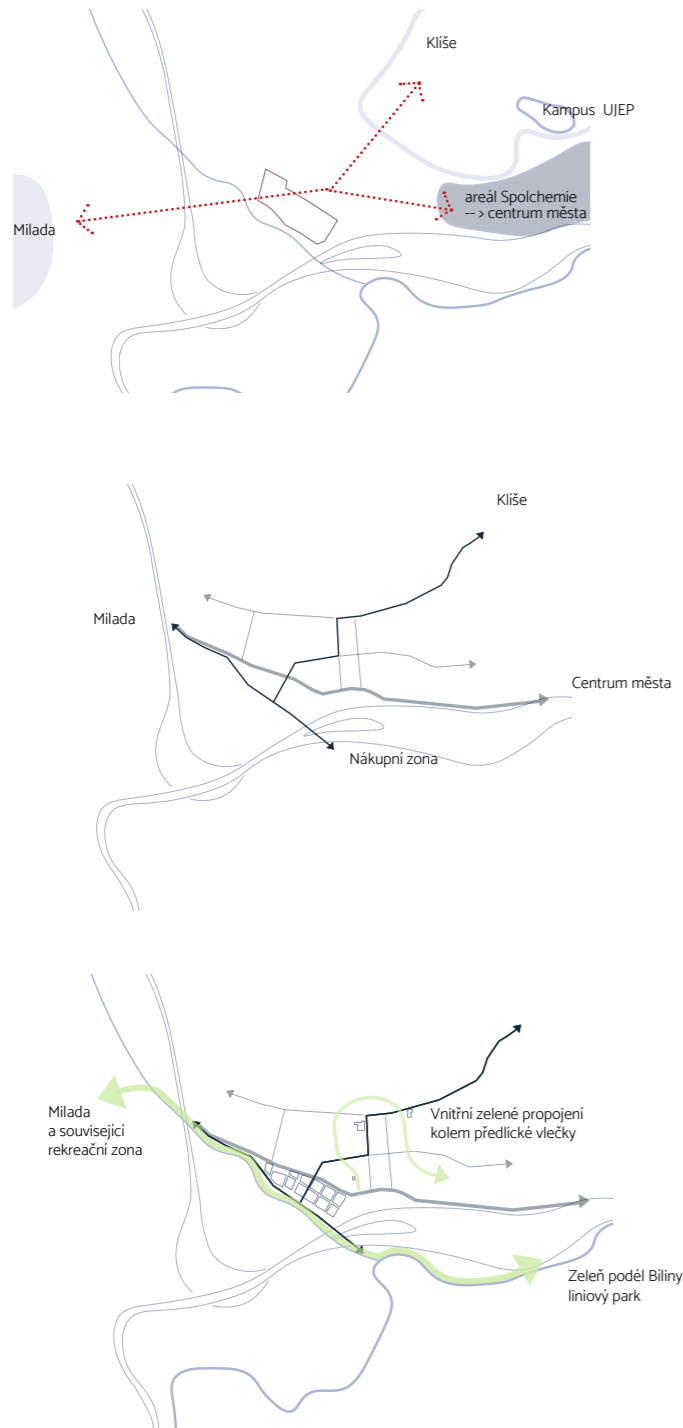 Klíše
Kampus UJEP
areál Spolchemie
-- > centrum města
Milada
Klíše
Milada
Centrum města
Nákupní zona
Milada
a související
rekreační zona
Vnitřní zelené propojení
kolem předlické vlečky
Zeleň podél Bíliny
liniový park